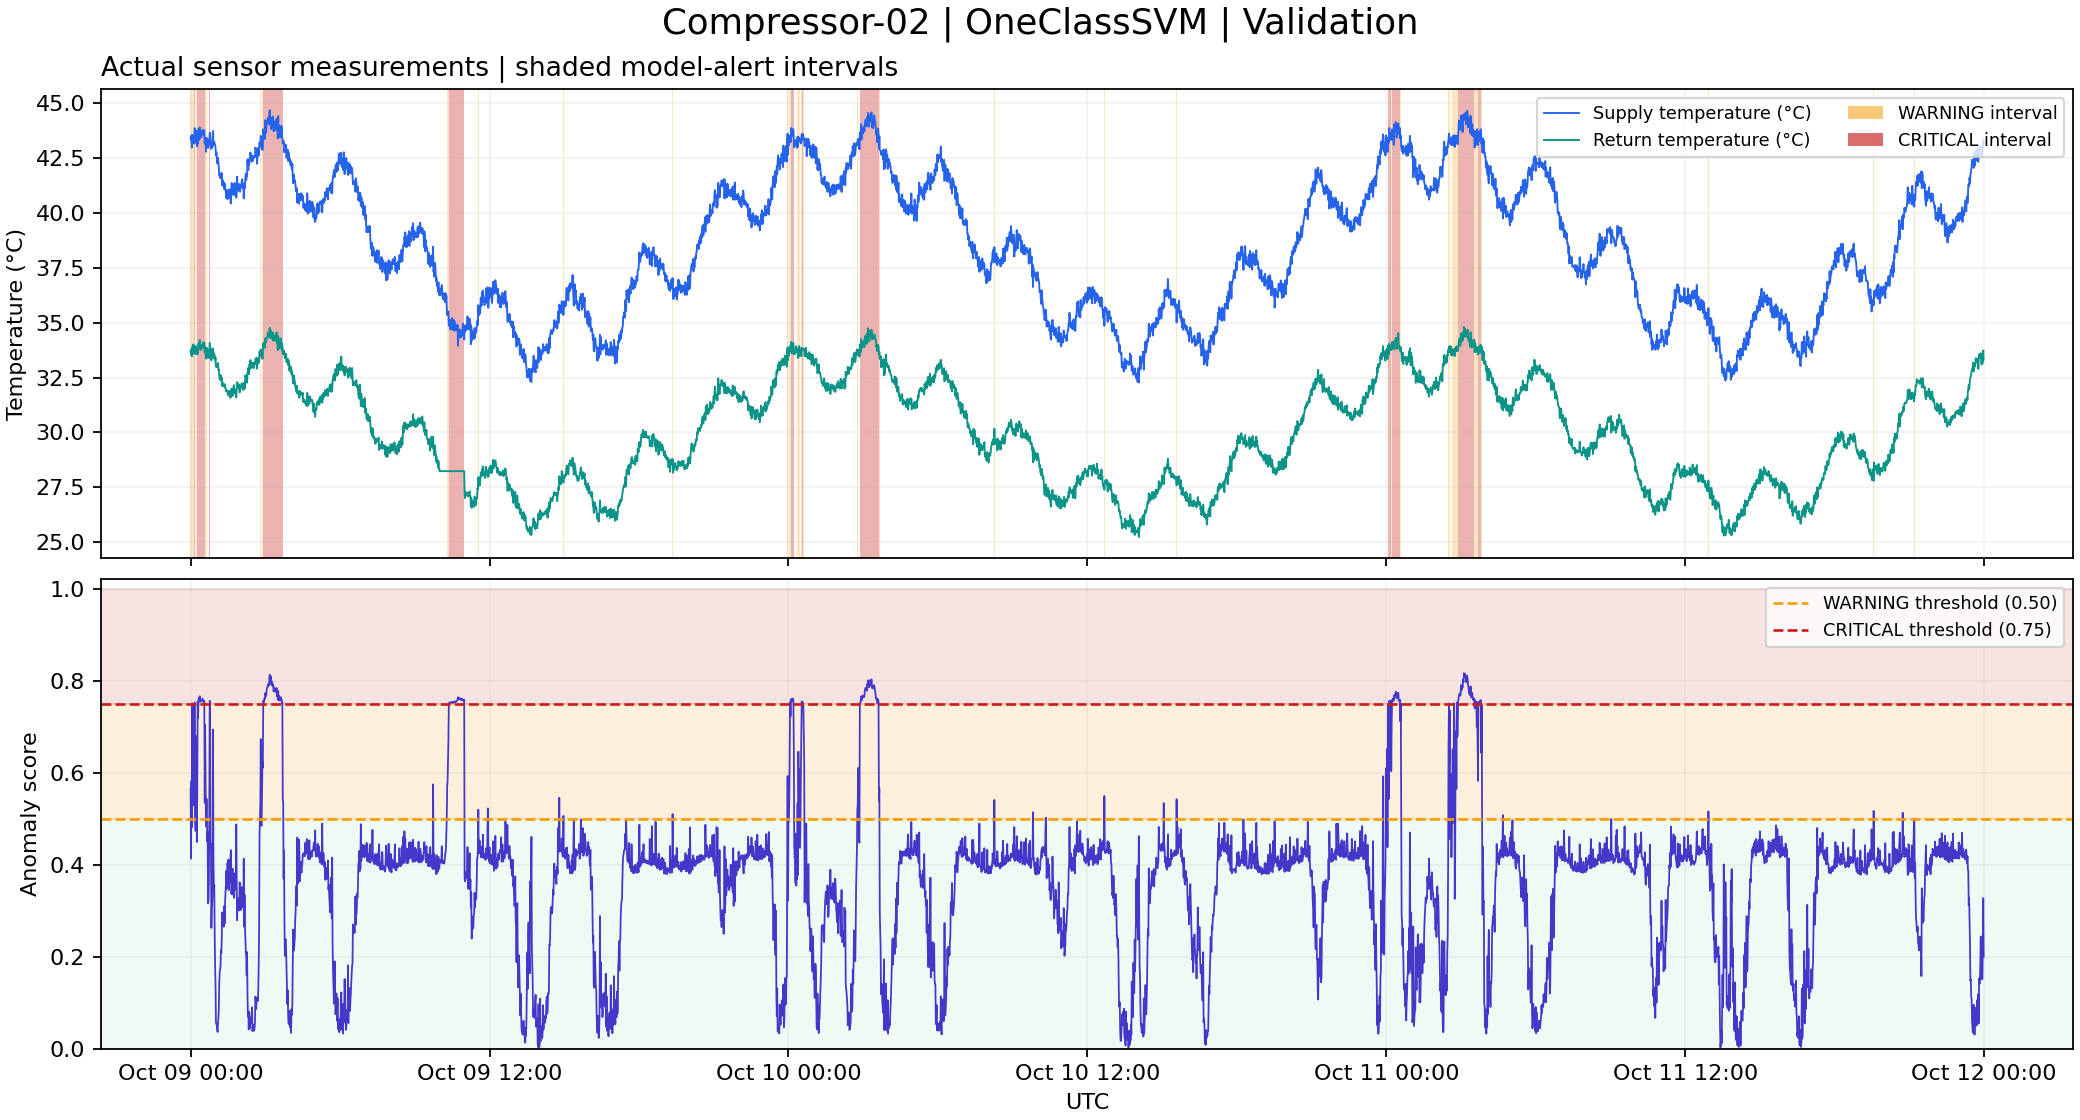 Compressor-02 | OneClassSVM | Validation
Actual sensor measurements | shaded model-alert intervals
45.0
42.5
40.0
37.5
35.0
32.5
30.0
27.5
25.0
Temperature (°C)
Supply temperature (°C)
Return temperature (°C)
WARNING interval
CRITICAL interval
1.0
0.8
0.6
0.4
0.2
0.0
Anomaly score
WARNING threshold (0.50)
CRITICAL threshold (0.75)
Oct 09 00:00
Oct 09 12:00
Oct 10 00:00
Oct 10 12:00
Oct 11 00:00
Oct 11 12:00
Oct 12 00:00
UTC